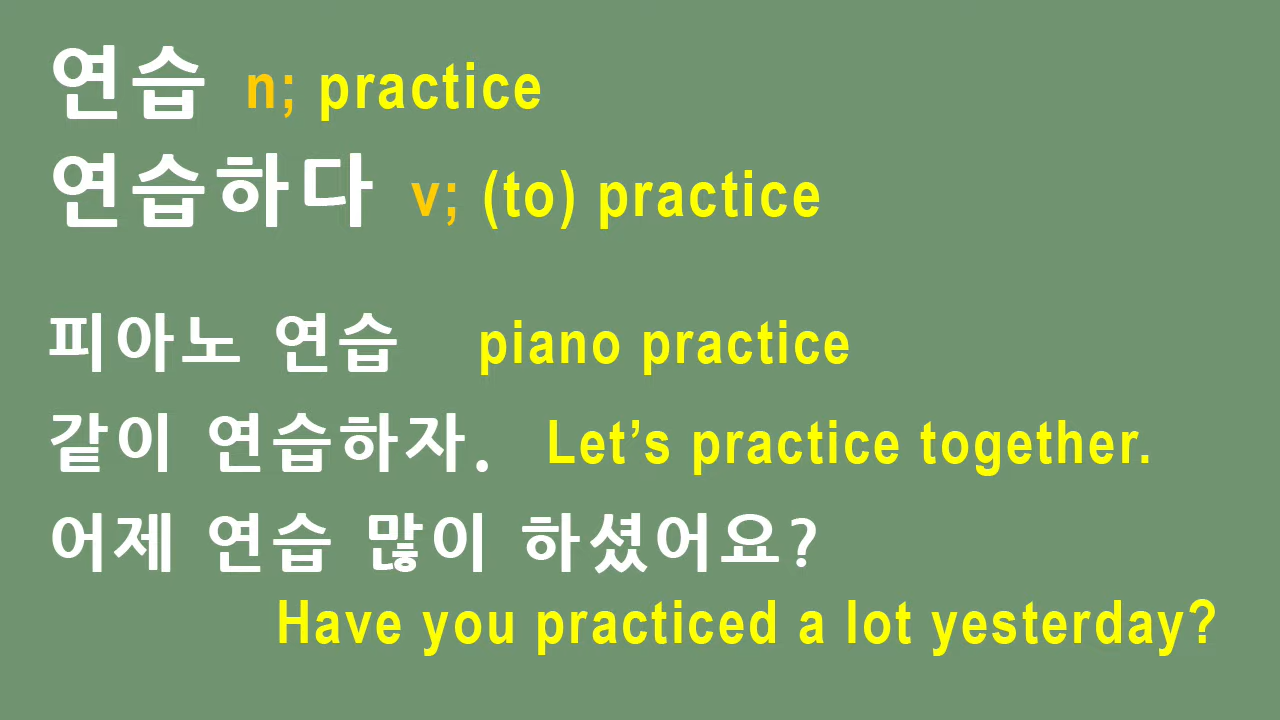 연습 n; practice
연습하다 v; (to) practice
피아노 연습 piano practice
같이 연습하자. Let’s practice together.
어제 연습 많이 하셨어요?
Have you practiced a lot yesterday?